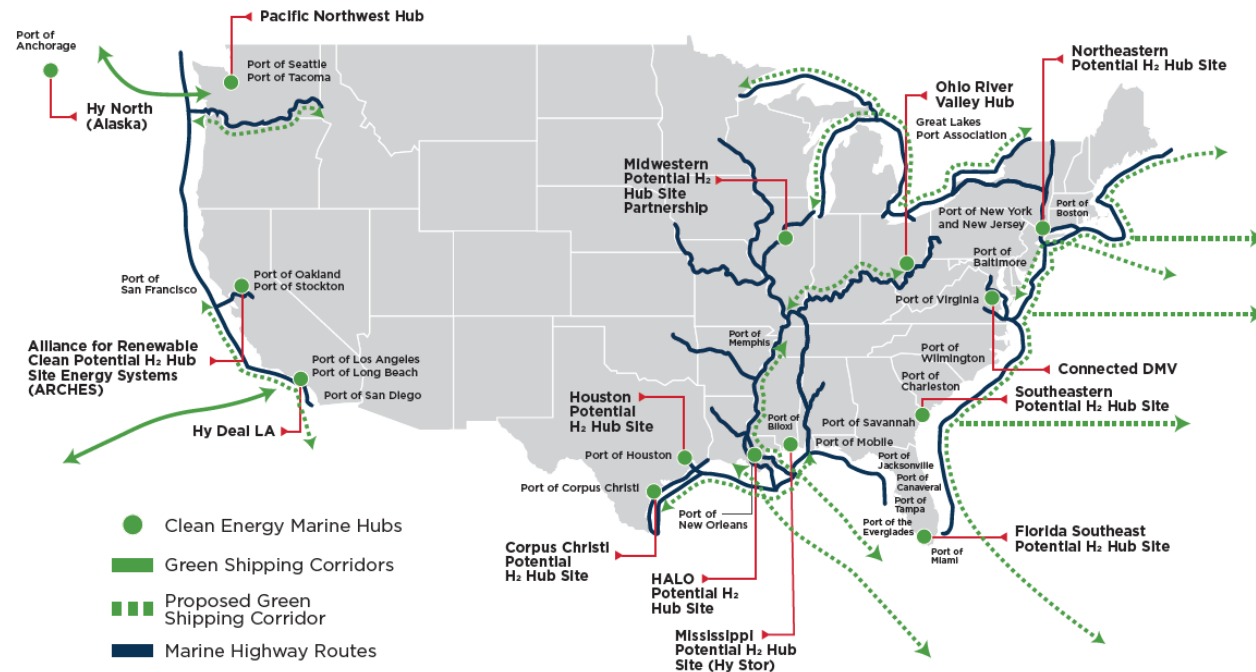 Pacific Northwest Hub
Port of
Anchorage
Port of Seattle
Port of Tacoma
Hy North
(Alaska)
Northeastern
Potential H₂ Hub Site
Ohio River
Valley Hub
Great Lakes
Port Association
Midwestern
Potential H₂
Hub Site
Partnership
Port of New York
and New Jersey
Port of
Boston
Port of
Baltimore
Port of
San Francisco
Port of Oakland
Port of Stockton
Port of Virginia
Alliance for Renewable
Clean Potential H₂ Hub
Site Energy Systems
(ARCHES)
Port of Los Angeles
Port of Long Beach
Port of San Diego
Port of
Memphis
Port of
Wilmington
Port of
Charleston
Connected DMV
Southeastern
Potential H₂ Hub Site
Hy Deal LA
Houston
Potential
H₂ Hub Site
Port of
Biloxi
Port of Savannah
Port of Mobile
Port of Houston
Port of
Jacksonville
Port of
Canaveral
Port of
Tampa
Port of Corpus Christi
Port of
New Orleans
Port of the
Everglades
Port of
Miami
Florida Southeast
Potential H₂ Hub Site
Corpus Christi
Potential
H₂ Hub Site
HALO
Potential H₂
Hub Site
Mississippi
Potential H₂ Hub
Site (Hy Stor)
Clean Energy Marine Hubs
Green Shipping Corridors
Proposed Green
Shipping Corridor
Marine Highway Routes